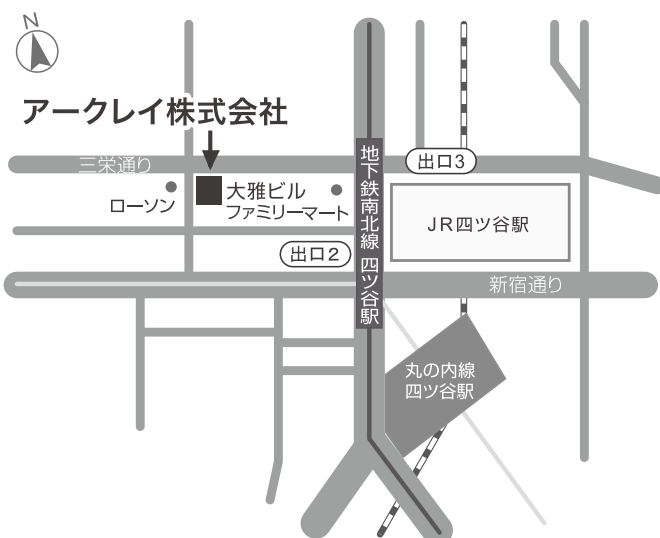 N
アークレイ株式会社
三栄通り
ローソン
大雅ビル
ファミリーマート
出口2
地下鉄南北線 四ツ谷駅
出口3
JR四ツ谷駅
新宿通り
丸の内線
四ツ谷駅